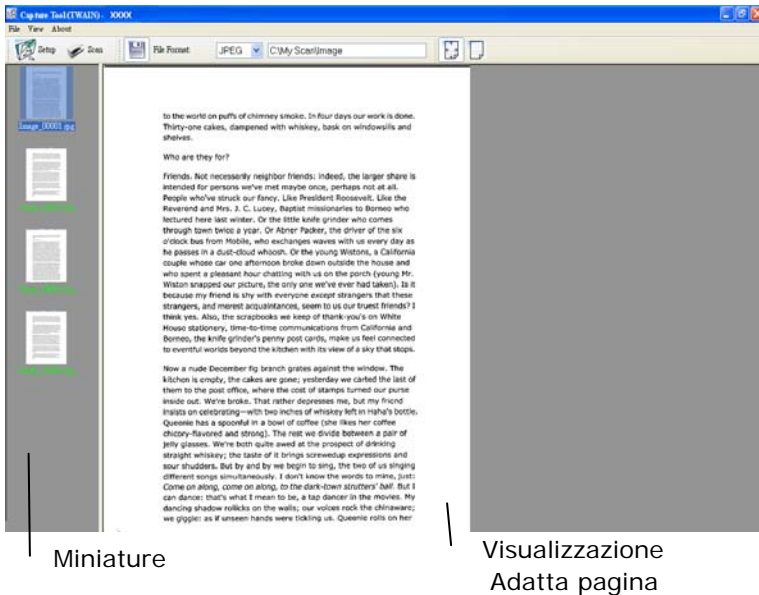 Capture Tool(TWAIN)- XXXX
File View About
Setup Scan File Format: JPEG C:\My Scan\Image
Image_00001.jpg
to the world on puffs of chimney smoke. In four days our work is done.
Thirty-one cakes, dampened with whiskey, bask on windowsills and
shelves.
Who are they for?
Friends. Not necessarily neighbor friends: indeed, the larger share is
intended for persons we've met maybe once, perhaps not at all.
People who've struck our fancy. Like President Roosevelt. Like the
Reverend and Mrs. J. C. Lucey, Baptist missionaries to Borneo who
lectured here last winter. Or the little knife grinder who comes
through town twice a year. Or Abner Packer, the driver of the six
o'clock bus from Mobile, who exchanges waves with us every day as
he passes in a dust-cloud whoosh. Or the young Wistons, a California
couple whose car one afternoon broke down outside the house and
who spent a pleasant hour chatting with us on the porch (young Mr.
Wiston snapped our picture, the only one we've ever had taken). Is it
because my friend is shy with everyone except strangers that these
strangers, and merest acquaintances, seem to us our truest friends? I
think yes. Also, the scrapbooks we keep of thank-you's on White
House stationery, time-to-time communications from California and
Borneo, the knife grinder's penny post cards, make us feel connected
to eventful worlds beyond the kitchen with its view of a sky that stops.
Now a nude December fig branch grates against the window. The
kitchen is empty, the cakes are gone; yesterday we carted the last of
them to the post office, where the cost of stamps turned our purse
inside out. We're broke. That rather depresses me, but my friend
insists on celebrating—with two inches of whiskey left in Haha's bottle.
Queenie has a spoonful in a bowl of coffee (she likes her coffee
chicory-flavored and strong). The rest we divide between a pair of
jelly glasses. We're both quite awed at the prospect of drinking
straight whiskey; the taste of it brings screwedup expressions and
sour shudders. But by and by we begin to sing, the two of us singing
different songs simultaneously. I don't know the words to mine, just:
Come on along, come on along, to the dark-town strutters' ball. But I
can dance: that's what I mean to be, a tap dancer in the movies. My
dancing shadow rollicks on the walls; our voices rock the chinaware;
we giggle: as if unseen hands were tickling us. Queenie rolls on her
Miniature
Visualizzazione
Adatta pagina